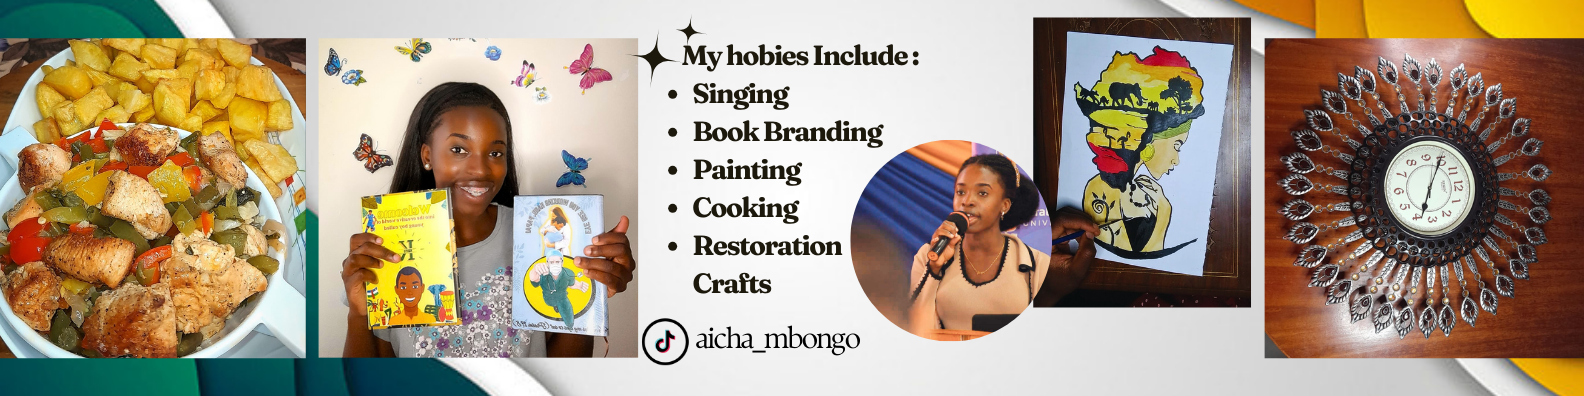 My hobies Include :
Singing
Book Branding
Painting
Cooking
Restoration
Crafts
aicha_mbongo